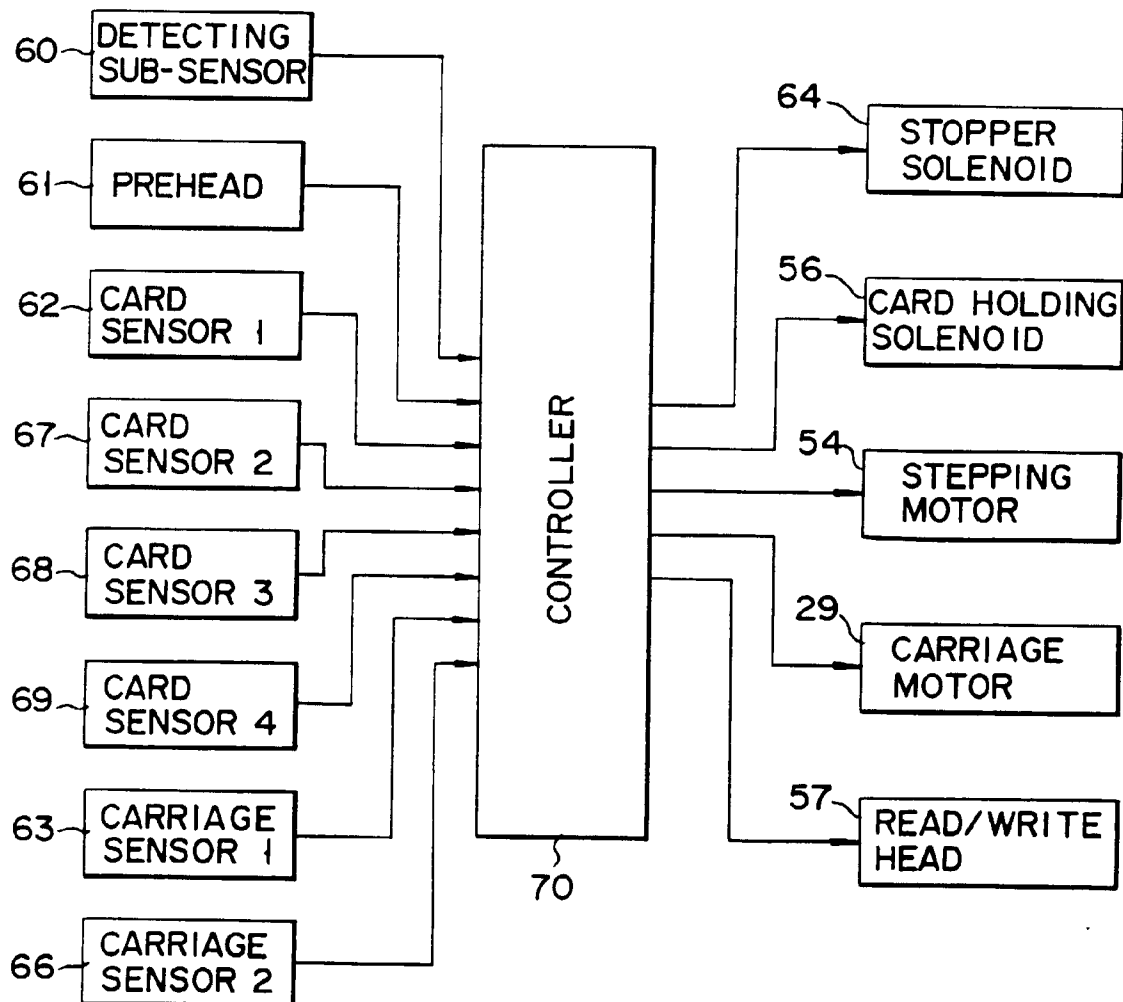 60
DETECTING
SUB-SENSOR
61
PREHEAD
62
CARD
SENSOR 1
67
CARD
SENSOR 2
68
CARD
SENSOR 3
69
CARD
SENSOR 4
63
CARRIAGE
SENSOR 1
66
CARRIAGE
SENSOR 2
CONTROLLER
70
64
STOPPER
SOLENOID
56
CARD HOLDING
SOLENOID
54
STEPPING
MOTOR
29
CARRIAGE
MOTOR
57
READ/WRITE
HEAD